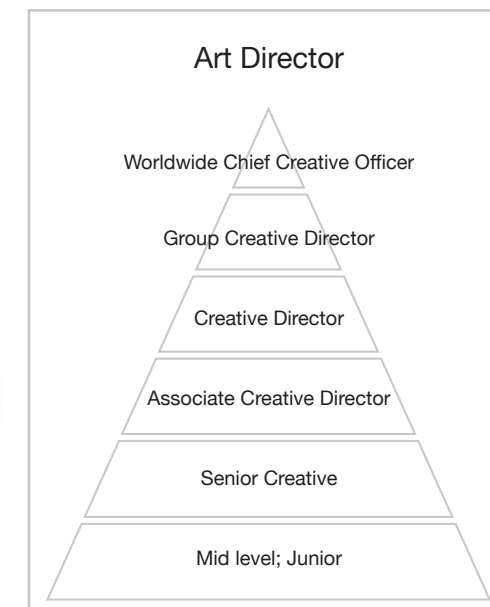 Art Director
Worldwide Chief Creative Officer
Group Creative Director
Creative Director
Associate Creative Director
Senior Creative
Mid level; Junior